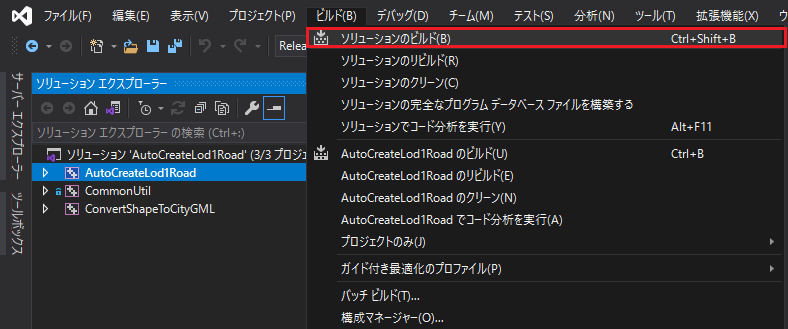 ファイル(F) 編集(E) 表示(V) プロジェクト(P) ビルド(B) デバッグ(D) チーム(M) テスト(S) 分析(N) ツール(T) 拡張機能(X)
Relea
サーバー エクスプローラー
ツールボックス
ソリューション エクスプローラー
ソリューション エクスプローラー の検索 (Ctrl+;)
ソリューション 'AutoCreateLod1Road' (3/3 プロジェ
AutoCreateLod1Road
CommonUtil
ConvertShapeToCityGML
ソリューションのビルド(B) Ctrl+Shift+B
ソリューションのリビルド(R)
ソリューションのクリーン(C)
ソリューションの完全なプログラム データベース ファイルを構築する
ソリューションでコード分析を実行(Y) Alt+F11
AutoCreateLod1Road のビルド(U) Ctrl+B
AutoCreateLod1Road のリビルド(E)
AutoCreateLod1Road のクリーン(N)
AutoCreateLod1Road でコード分析を実行(A)
プロジェクトのみ(J)
ガイド付き最適化のプロファイル(P)
バッチ ビルド(T)...
構成マネージャー(O)...